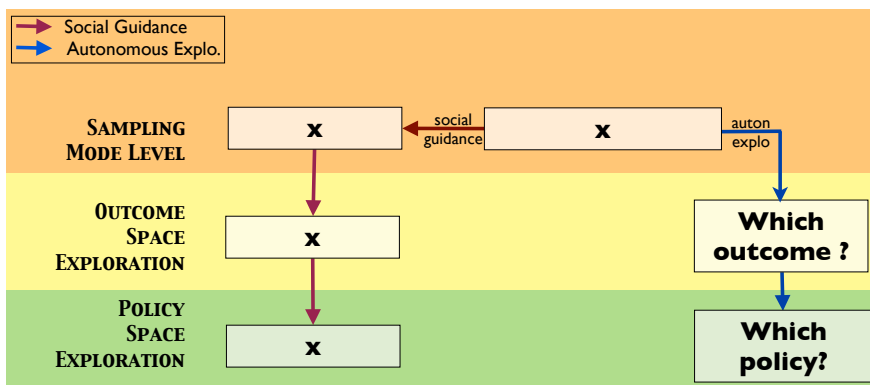 Social Guidance
Autonomous Explo.
SAMPLING
MODE LEVEL
x
social
guidance
x
auton
explo
OUTCOME
SPACE
EXPLORATION
x
Which
outcome ?
POLICY
SPACE
EXPLORATION
x
Which
policy?